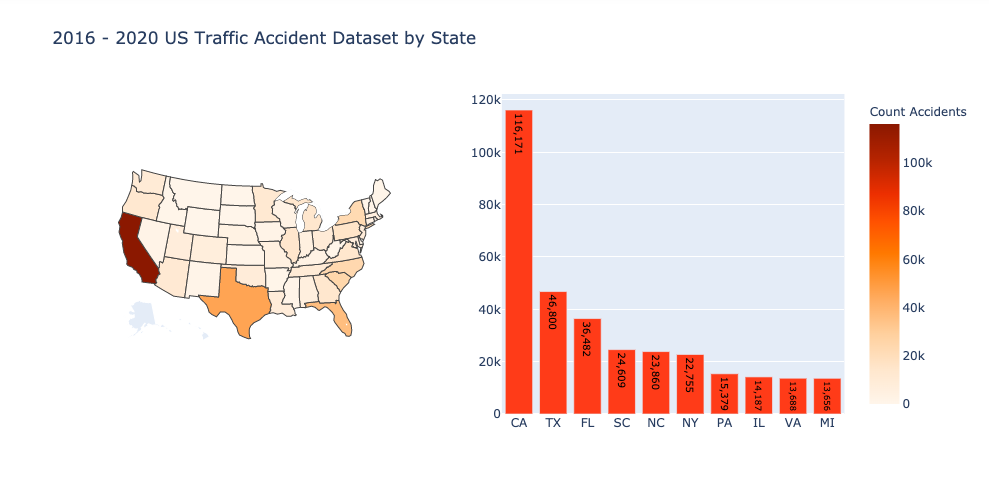 2016 - 2020 US Traffic Accident Dataset by State
120k
100k
80k
60k
40k
20k
0
116,171
46,800
36,482
24,609
23,860
22,755
15,379
14,187
13,688
13,656
CA TX FL SC NC NY PA IL VA MI
Count Accidents
100k
80k
60k
40k
20k
0